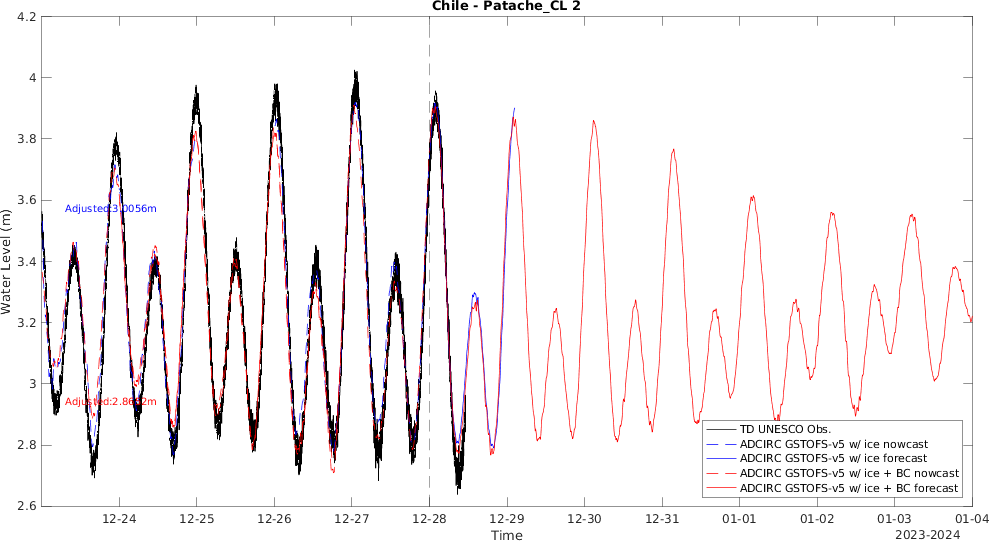 Chile - Patache_CL 2
4.2
4
3.8
3.6
3.4
3.2
3
2.8
2.6
Water Level (m)
Adjusted:3.0056m
TD UNESCO Obs.
ADCIRC GSTOFS-v5 w/ ice nowcast
ADCIRC GSTOFS-v5 w/ ice forecast
ADCIRC GSTOFS-v5 w/ ice + BC nowcast
ADCIRC GSTOFS-v5 w/ ice + BC forecast
12-24
12-25
12-26
12-27
12-28
12-29
12-30
12-31
01-01
01-02
01-03
01-04
Time
2023-2024